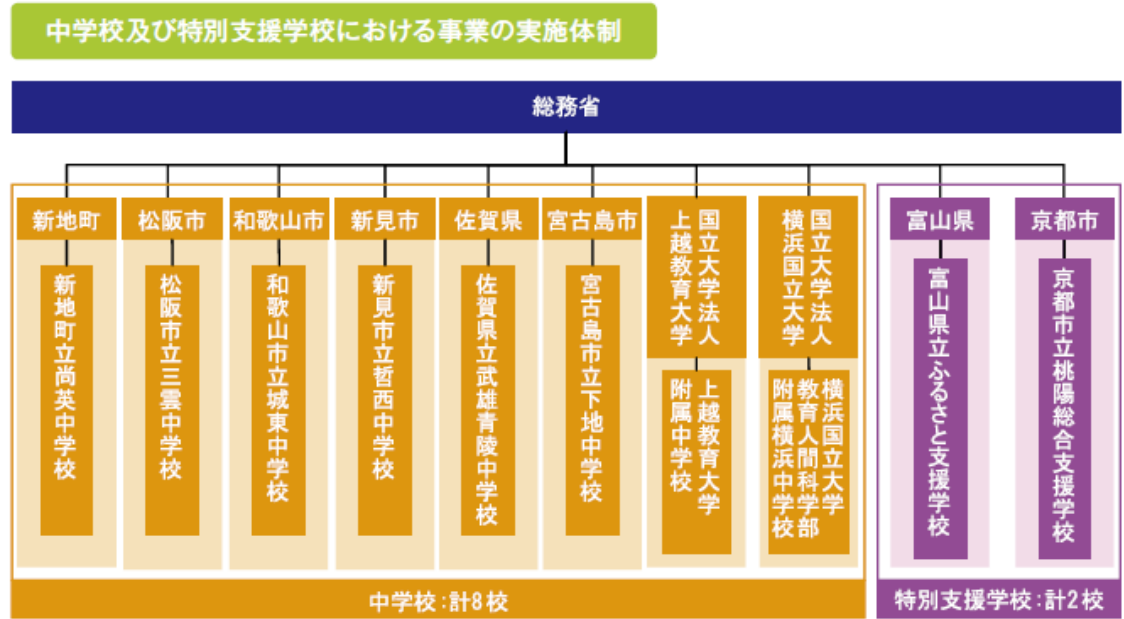 中学校及び特別支援学校における事業の実施体制
総務省
新地町
松阪市
和歌山市
新見市
佐賀県
宮古島市
国立大学法人
上越教育大学
国立大学法人
横浜国立大学
富山県
京都市
新地町立尚英中学校
松阪市立三雲中学校
和歌山市立城東中学校
新見市立哲西中学校
佐賀県立武雄青陵中学校
宮古島市立下地中学校
上越教育大学
附属中学校
横浜国立大学
教育人間科学部
附属横浜中学校
富山県立ふるさと支援学校
京都市立桃陽総合支援学校
中学校:計8校
特別支援学校:計2校